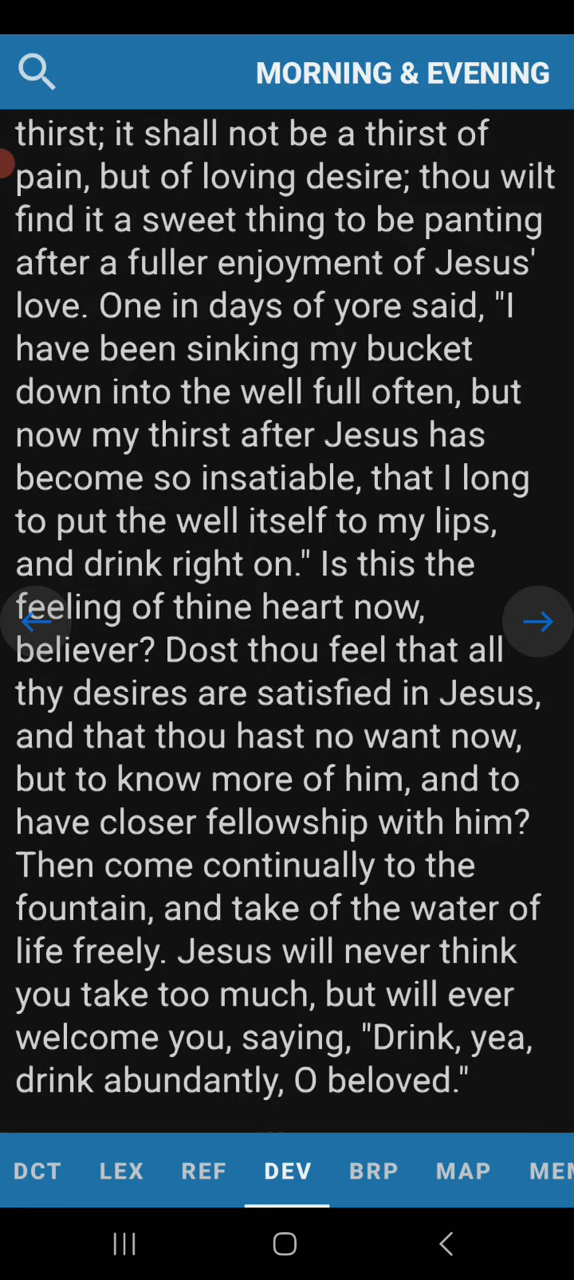 MORNING & EVENING
thirst; it shall not be a thirst of
pain, but of loving desire; thou wilt
find it a sweet thing to be panting
after a fuller enjoyment of Jesus'
love. One in days of yore said, "I
have been sinking my bucket
down into the well full often, but
now my thirst after Jesus has
become so insatiable, that I long
to put the well itself to my lips,
and drink right on." Is this the
feeling of thine heart now,
believer? Dost thou feel that all
thy desires are satisfied in Jesus,
and that thou hast no want now,
but to know more of him, and to
have closer fellowship with him?
Then come continually to the
fountain, and take of the water of
life freely. Jesus will never think
you take too much, but will ever
welcome you, saying, "Drink, yea,
drink abundantly, O beloved."
DCT LEX REF DEV BRP MAP MEM